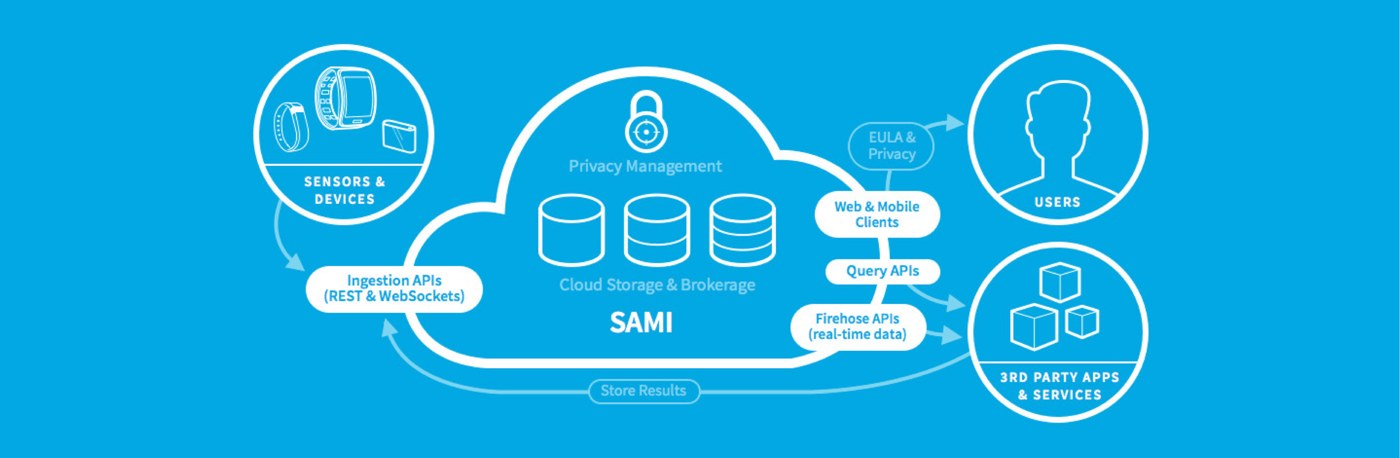 SENSORS &
DEVICES
Ingestion APIs
(REST & WebSockets)
Privacy Management
Cloud Storage & Brokerage
SAMI
EULA &
Privacy
Web & Mobile
Clients
Query APIs
Firehose APIs
(real-time data)
USERS
3RD PARTY APPS
& SERVICES
Store Results